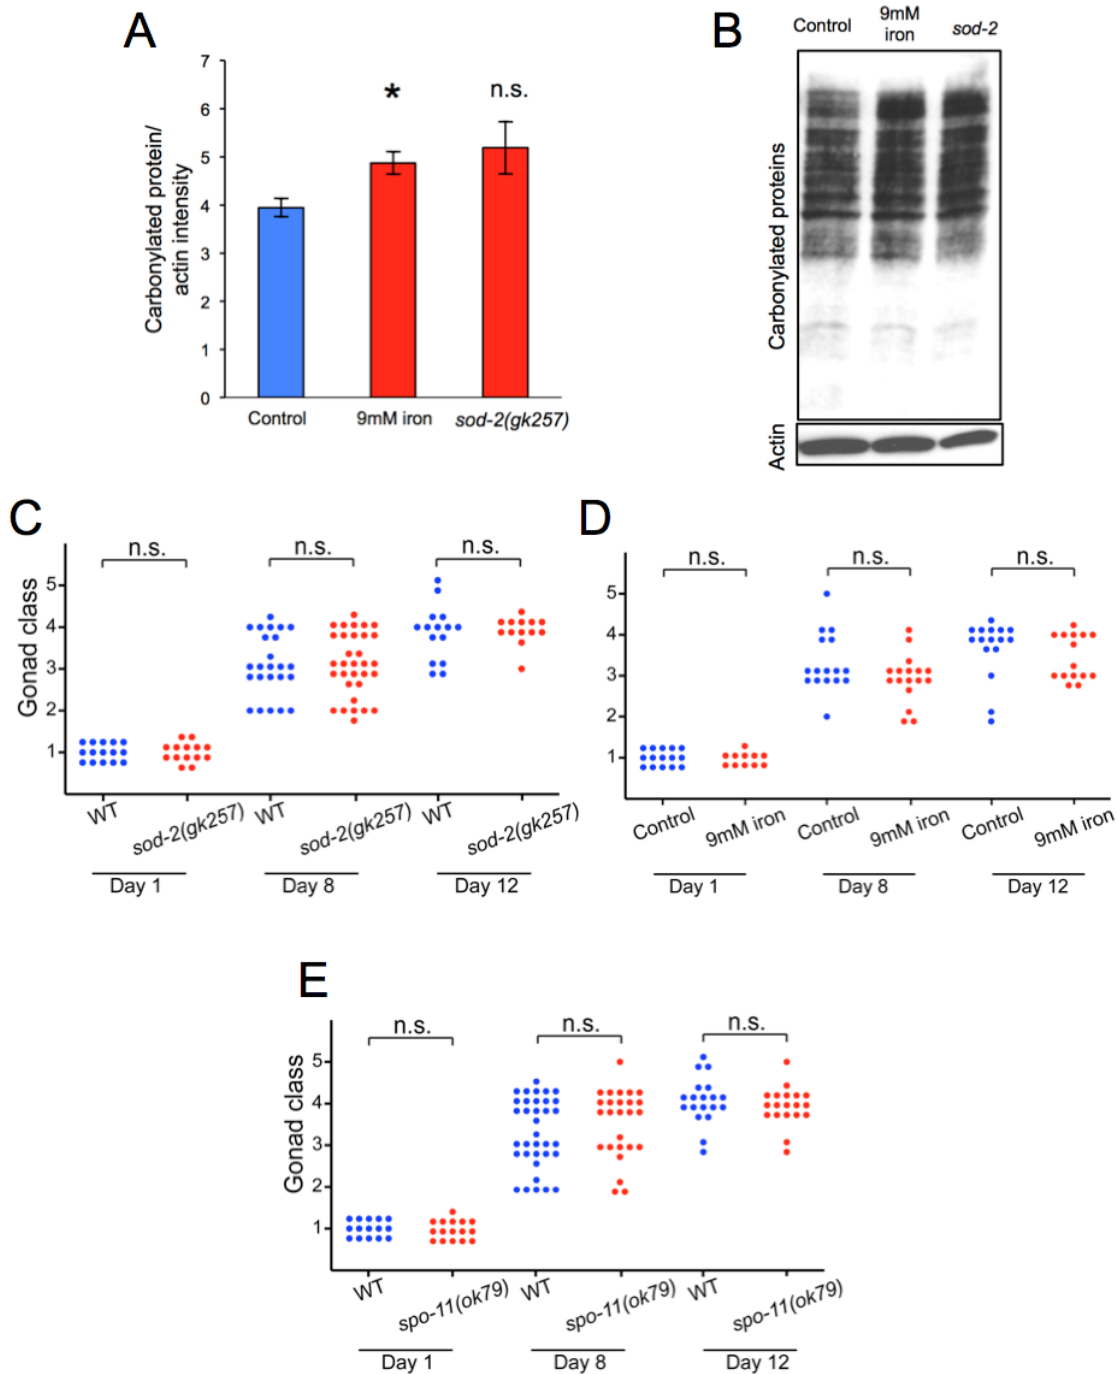 A
Carbonylated protein/
actin intensity
7
6
5
4
3
2
1
0
*
n.s.
Control
9mM iron
sod-2(gk257)
B
Control
9mM
iron
sod-2
Carbonylated proteins
Actin
C
Gonad class
5
4
3
2
1
n.s.
n.s.
n.s.
WT
sod-2(gk257)
WT
sod-2(gk257)
WT
sod-2(gk257)
Day 1
Day 8
Day 12
D
5
4
3
2
1
n.s.
n.s.
n.s.
Control
9mM iron
Control
9mM iron
Control
9mM iron
Day 1
Day 8
Day 12
E
Gonad class
5
4
3
2
1
n.s.
n.s.
n.s.
WT
spo-11(ok79)
WT
spo-11(ok79)
WT
spo-11(ok79)
Day 1
Day 8
Day 12